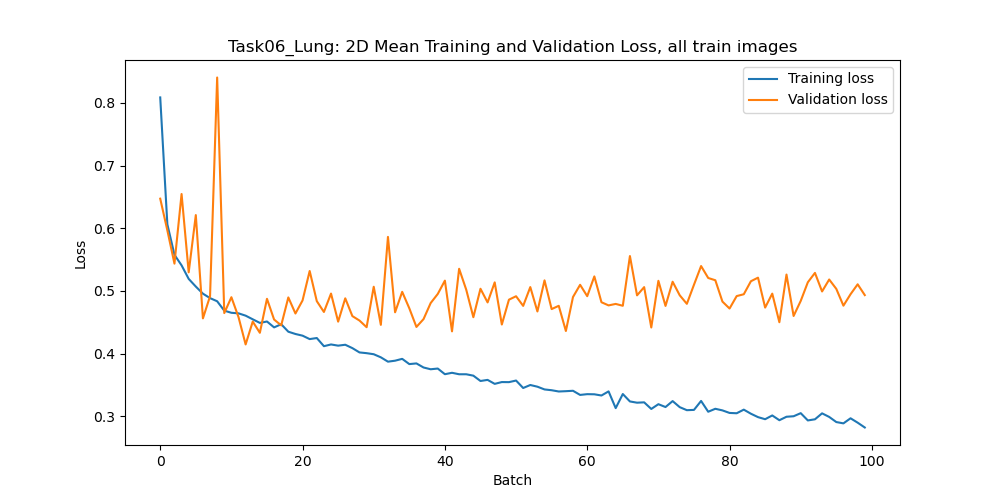 Task06_Lung: 2D Mean Training and Validation Loss, all train images
Training loss
Validation loss
0.8
0.7
0.6
0.5
0.4
0.3
Loss
0
20
40
60
80
100
Batch